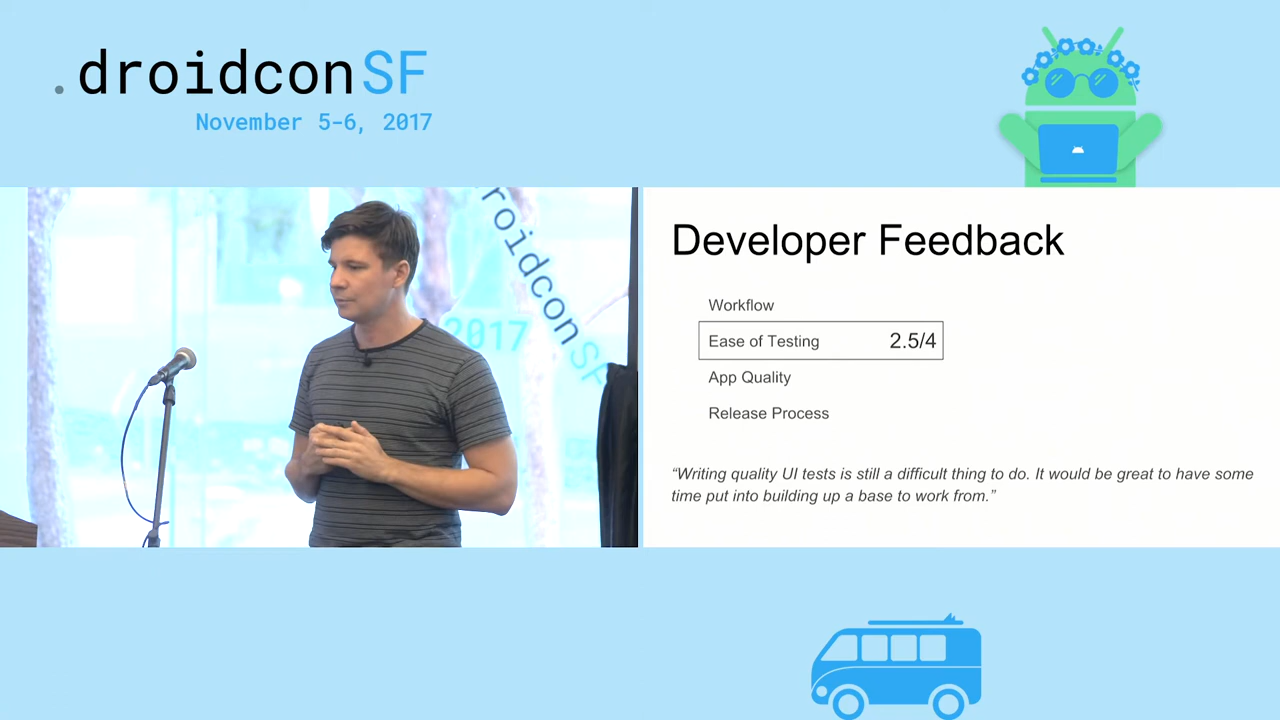 .droidconSF
November 5-6, 2017
roidconSF
2017
Developer Feedback
Workflow
Ease of Testing 2.5/4
App Quality
Release Process
“Writing quality UI tests is still a difficult thing to do. It would be great to have some
time put into building up a base to work from.”